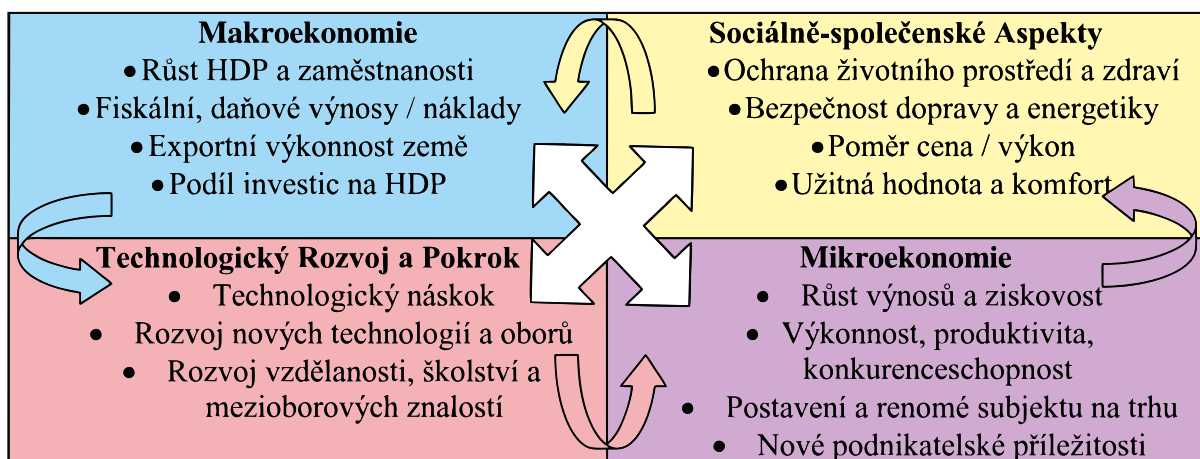 Makroekonomie
•Růst HDP a zaměstnanosti
•Fiskální, daňové výnosy / náklady
•Exportní výkonnost země
•Podíl investic na HDP
Sociálně-společenské Aspekty
•Ochrana životního prostředí a zdraví
•Bezpečnost dopravy a energetiky
•Poměr cena / výkon
•Užitná hodnota a komfort
Technologický Rozvoj a Pokrok
• Technologický náskok
• Rozvoj nových technologií a oborů
• Rozvoj vzdělanosti, školství a
mezioborových znalostí
Mikroekonomie
• Růst výnosů a ziskovost
• Výkonnost, produktivita,
konkurenceschopnost
• Postavení a renomé subjektu na trhu
• Nové podnikatelské příležitosti